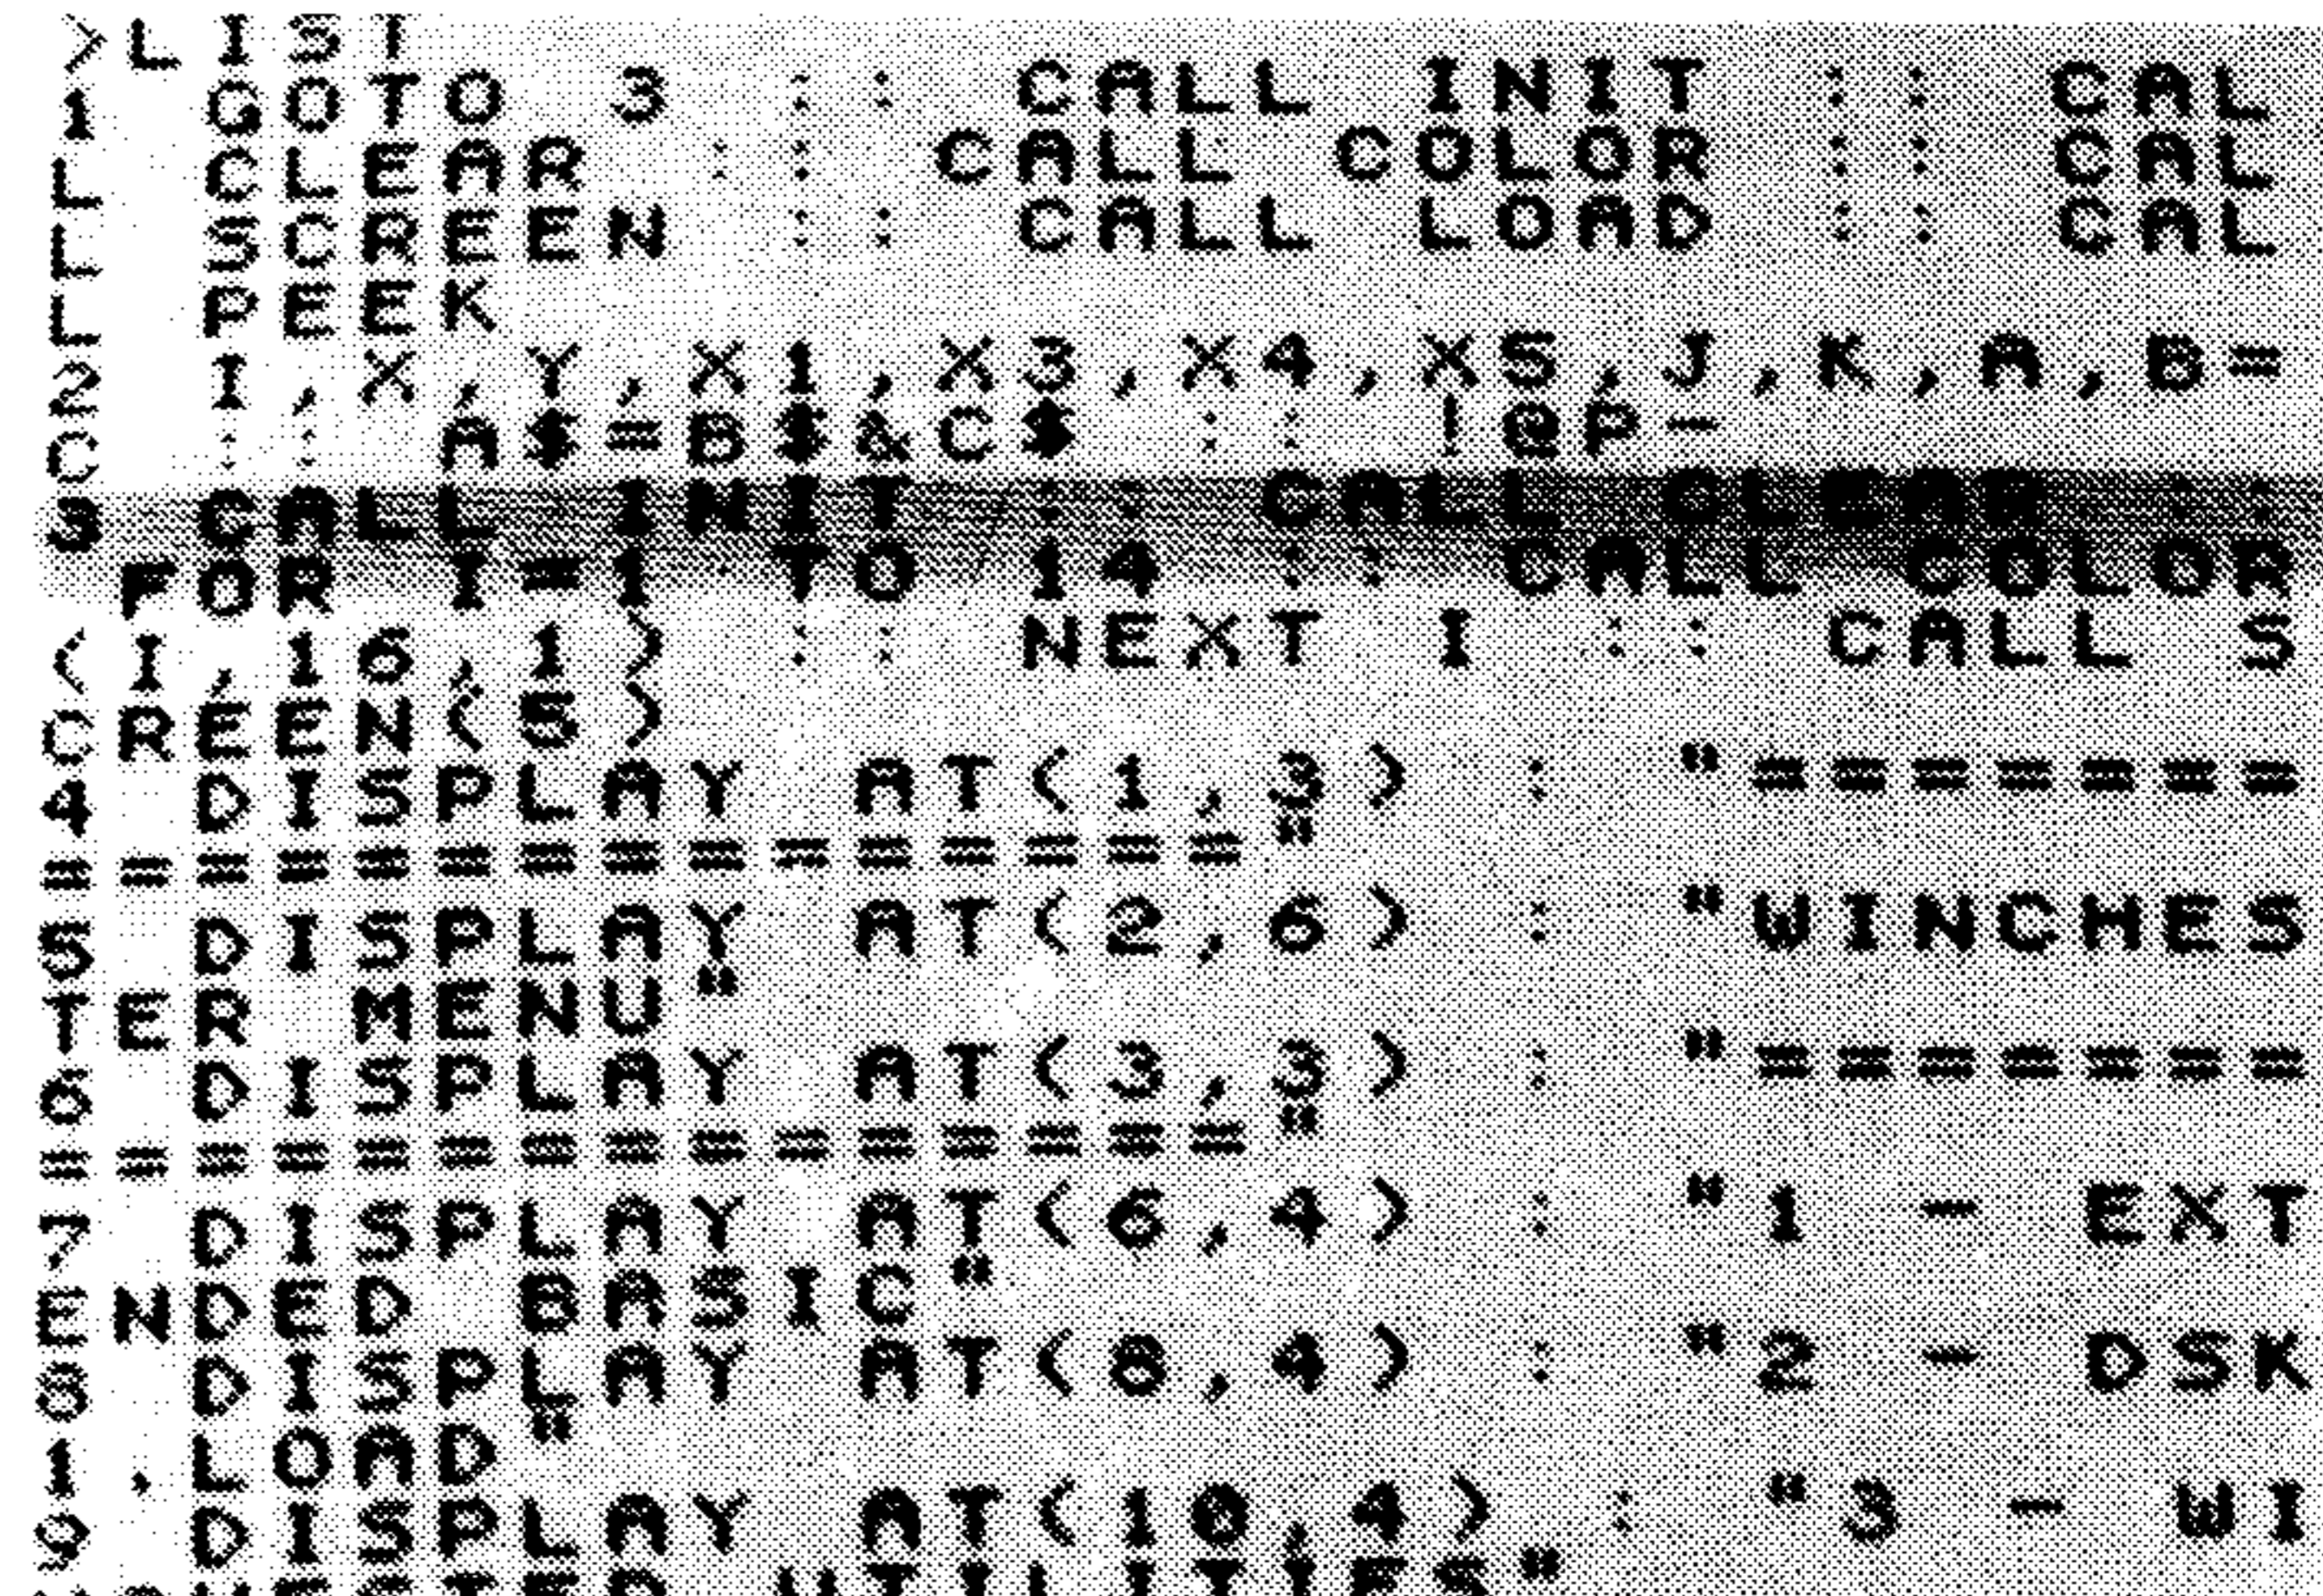 >LIST
1 GOTO 3 :: CALL INIT :: CAL
L CLEAR :: CALL COLOR :: CAL
L SCREEN :: CALL LOAD :: CAL
L PEEK
2 I,X,Y,X1,X3,X4,XS,J,K,A,B=
C :: A$=B$&C$ :: !@P-
3 CALL INIT :: CALL CLEAR ::
FOR I=1 TO 14 :: CALL COLOR
(I,16,1) :: NEXT I :: CALL S
CREEN(5)
4 DISPLAY AT(1,3) : "=======
==============="
5 DISPLAY AT(2,6) : "WINCHES
TER MENU"
6 DISPLAY AT(3,3) : "=======
==============="
7 DISPLAY AT(6,4) : "1 - EXT
ENDED BASIC"
8 DISPLAY AT(8,4) : "2 - DSK
1.LOAD"
9 DISPLAY AT(10,4) : "3 - WI
UTILITIES"